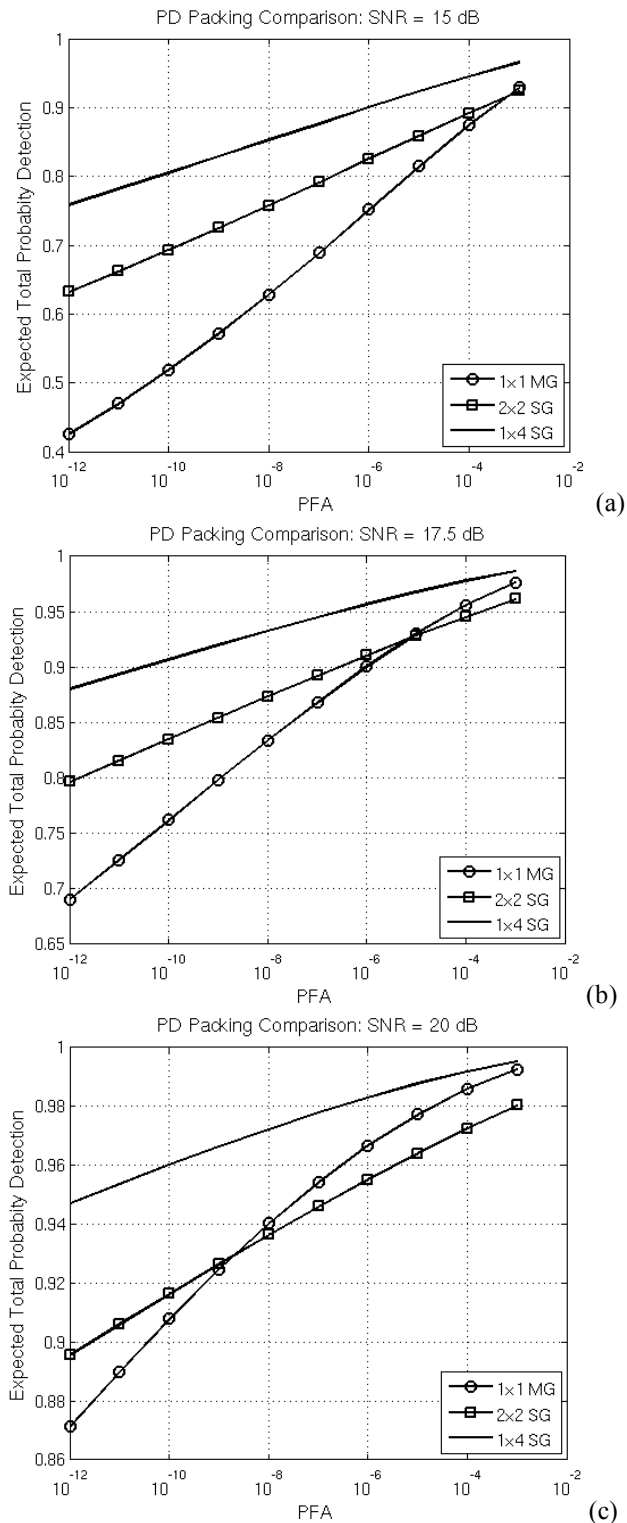 PD Packing Comparison: SNR = 15 dB
1
0.9
0.8
0.7
0.6
0.5
0.4
Expected Total Probabity Detection
1×1 MG
2×2 SG
1×4 SG
10^-12 10^-10 10^-8 10^-6 10^-4 10^-2
PFA
(a)
PD Packing Comparison: SNR = 17.5 dB
1
0.95
0.9
0.85
0.8
0.75
0.7
0.65
Expected Total Probabity Detection
1×1 MG
2×2 SG
1×4 SG
10^-12 10^-10 10^-8 10^-6 10^-4 10^-2
PFA
(b)
PD Packing Comparison: SNR = 20 dB
1
0.98
0.96
0.94
0.92
0.9
0.88
0.86
Expected Total Probabity Detection
1×1 MG
2×2 SG
1×4 SG
10^-12 10^-10 10^-8 10^-6 10^-4 10^-2
PFA
(c)